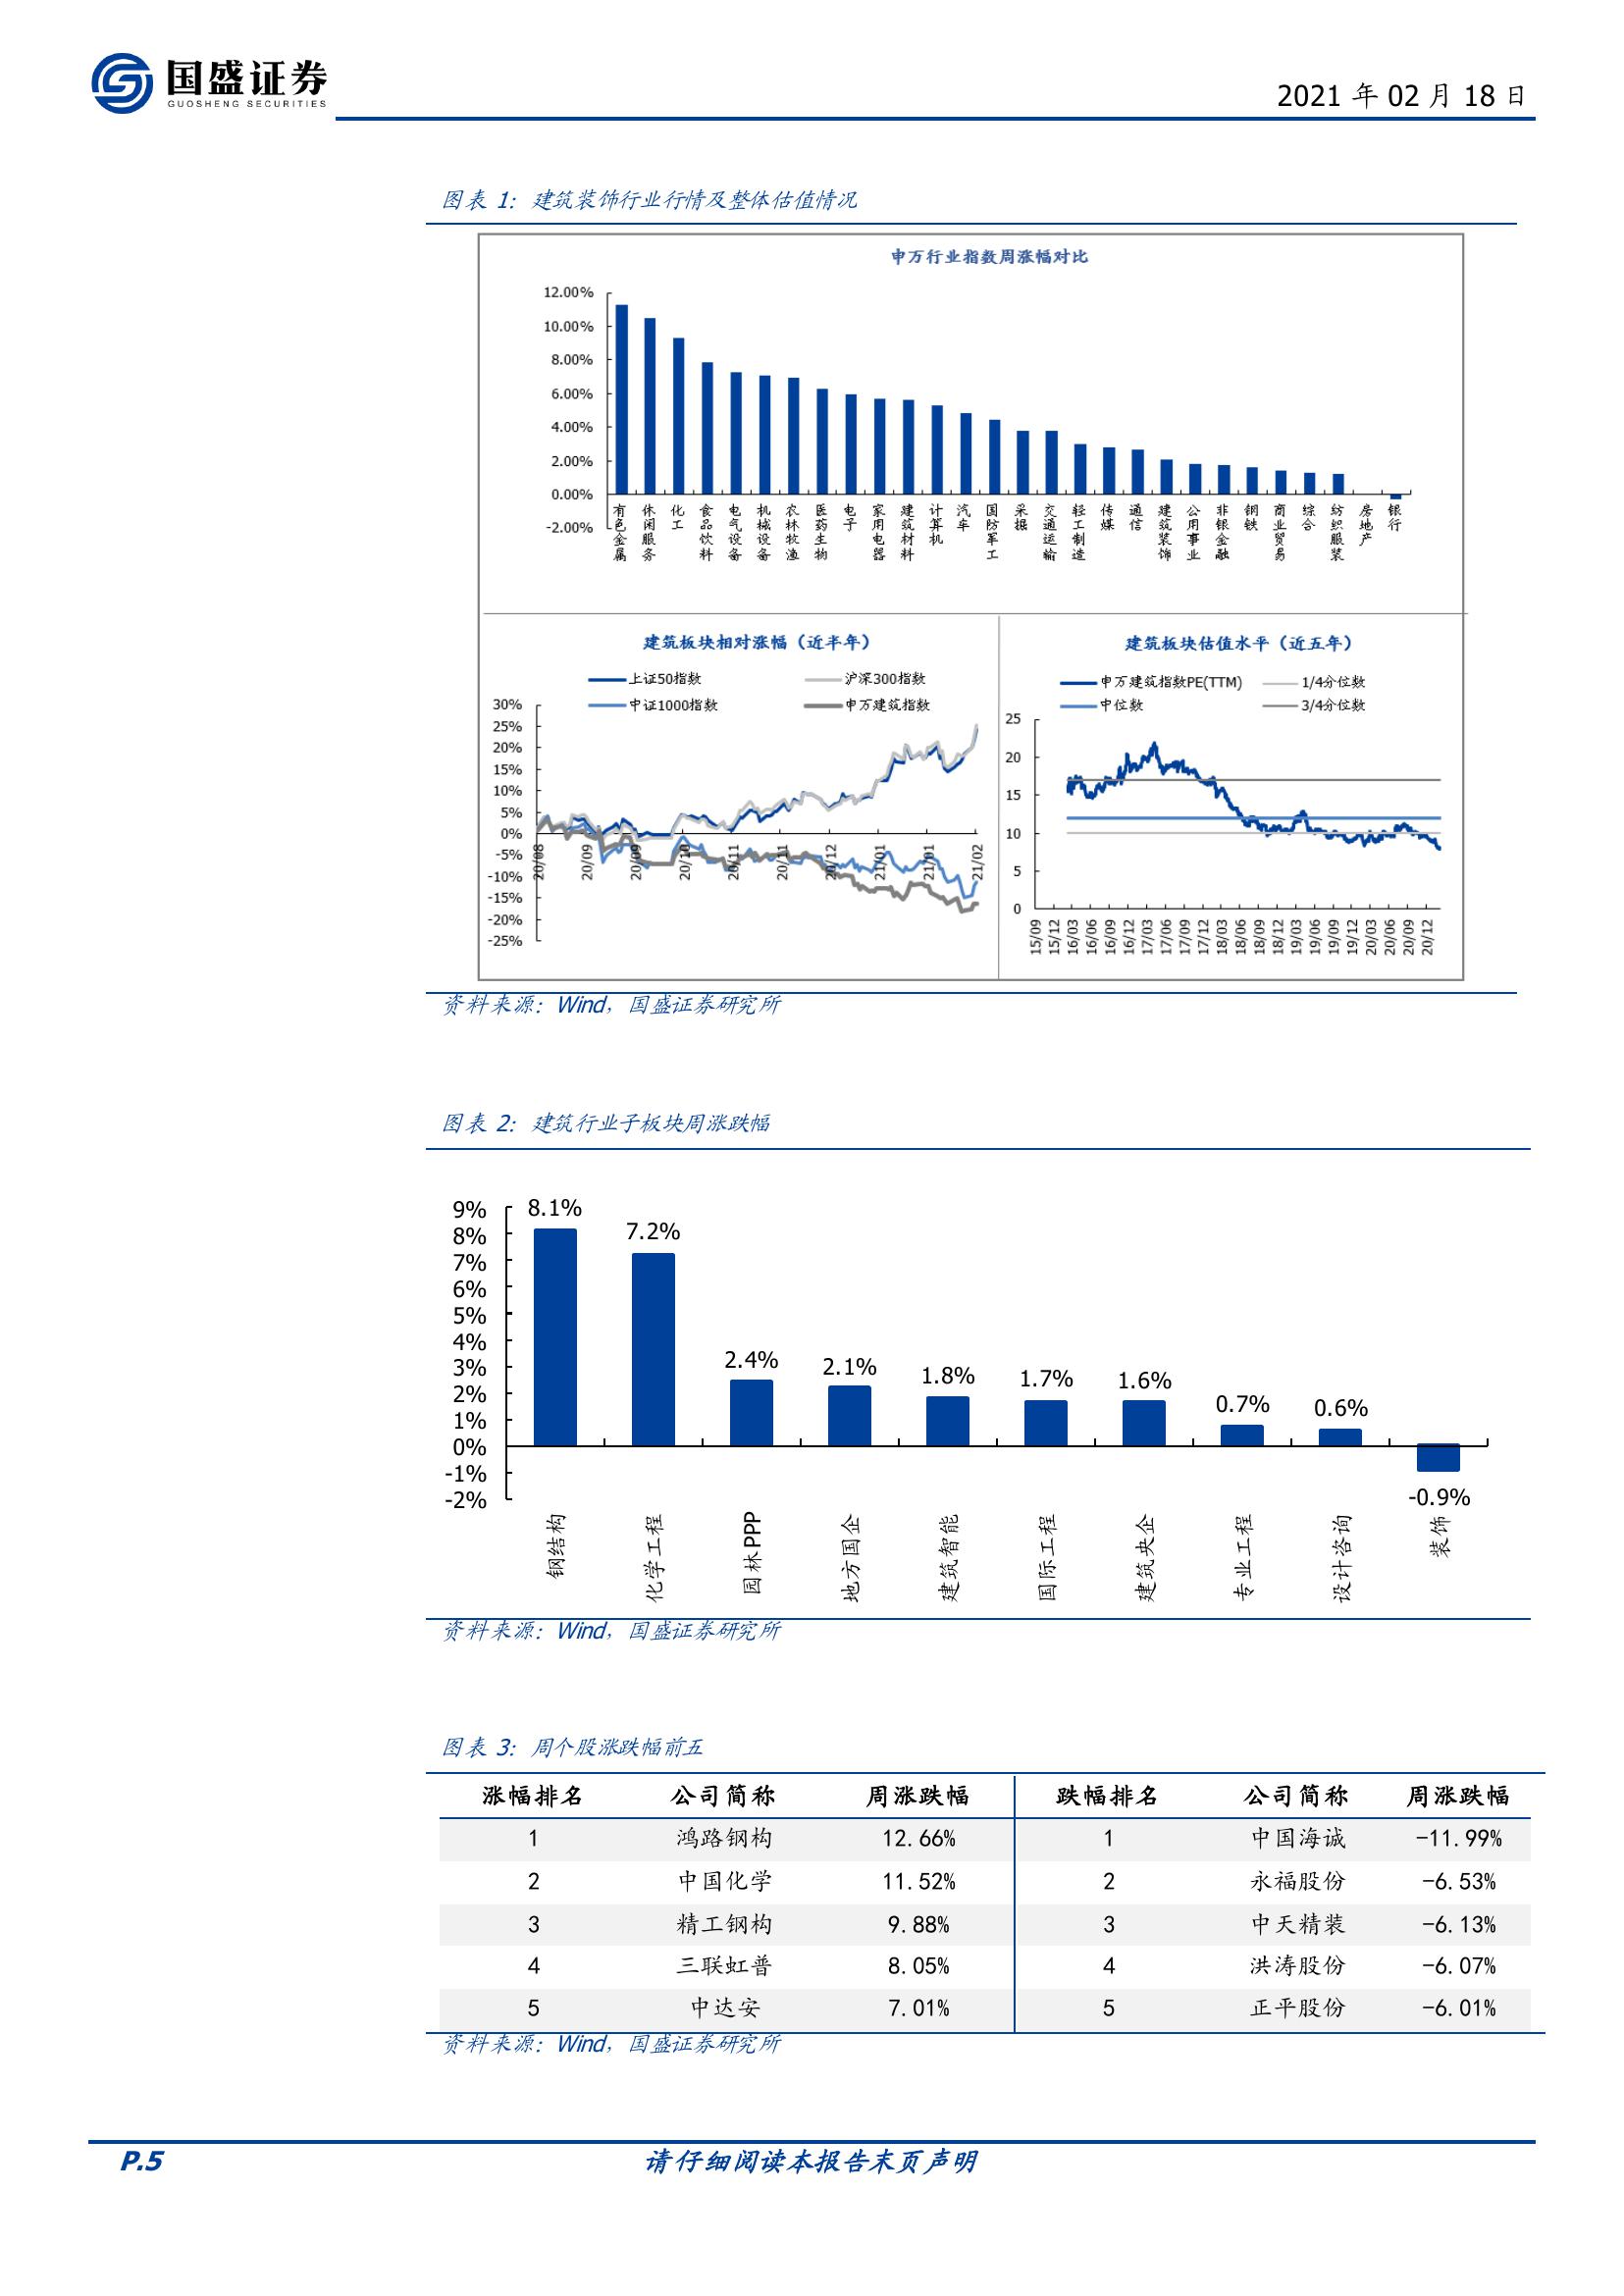 国盛证券
GUOSHENG SECURITIES
2021 年 02 月 18 日
图表 1： 建筑装饰行业行情及整体估值情况
申万行业指数周涨幅对比
12.00%
10.00%
8.00%
6.00%
4.00%
2.00%
0.00%
-2.00%
有色金属 休闲服务 化工 食品饮料 电气设备 机械设备 农林牧渔 医药生物 电子 家用电器 建筑材料 计算机 汽车 国防军工 采掘 交通运输 轻工制造 传媒 通信 建筑装饰 公用事业 非银金融 钢铁 商业贸易 综合 纺织服装 房地产 银行
建筑板块相对涨幅（近半年）
上证50指数 沪深300指数
中证1000指数 申万建筑指数
30%
25%
20%
15%
10%
5%
0%
-5%
-10%
-15%
-20%
-25%
20/08 20/09 20/09 20/10 20/11 20/11 20/12 21/01 21/01 21/02
建筑板块估值水平（近五年）
申万建筑指数PE(TTM) 1/4分位数
中位数 3/4分位数
25
20
15
10
5
0
15/09 15/12 16/03 16/06 16/09 16/12 17/03 17/06 17/09 17/12 18/03 18/06 18/09 18/12 19/03 19/06 19/09 19/12 20/03 20/06 20/09 20/12
资料来源：Wind，国盛证券研究所
图表 2： 建筑行业子板块周涨跌幅
9%
8%
7%
6%
5%
4%
3%
2%
1%
0%
-1%
-2%
8.1% 7.2% 2.4% 2.1% 1.8% 1.7% 1.6% 0.7% 0.6% -0.9%
钢结构 化学工程 园林PPP 地方国企 建筑智能 国际工程 建筑央企 专业工程 设计咨询 装饰
资料来源：Wind，国盛证券研究所
图表 3： 周个股涨跌幅前五
涨幅排名 公司简称 周涨跌幅 跌幅排名 公司简称 周涨跌幅
1 鸿路钢构 12.66% 1 中国海诚 -11.99%
2 中国化学 11.52% 2 永福股份 -6.53%
3 精工钢构 9.88% 3 中天精装 -6.13%
4 三联虹普 8.05% 4 洪涛股份 -6.07%
5 中达安 7.01% 5 正平股份 -6.01%
资料来源：Wind，国盛证券研究所
P.5 请仔细阅读本报告末页声明